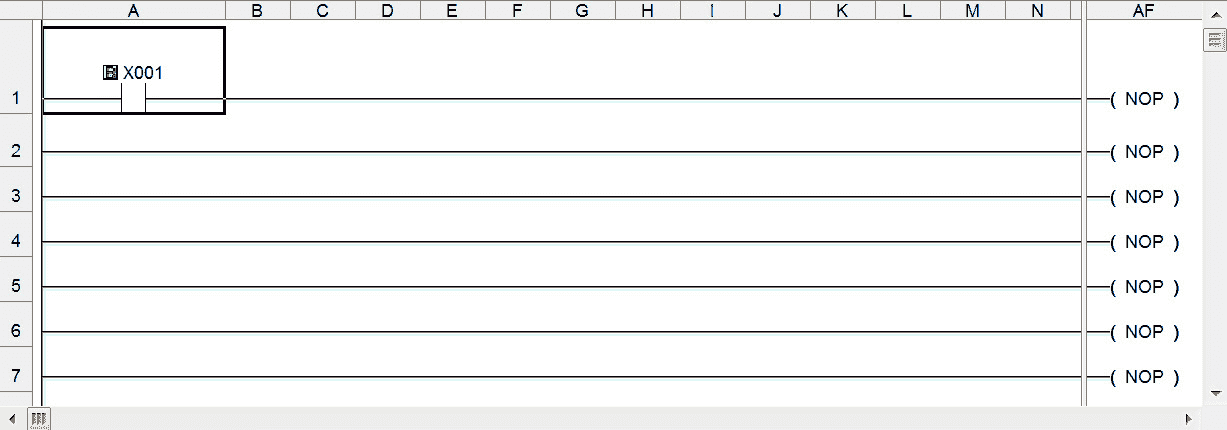 A B C D E F G H I J K L M N AF
X001
1 ( NOP )
2 ( NOP )
3 ( NOP )
4 ( NOP )
5 ( NOP )
6 ( NOP )
7 ( NOP )